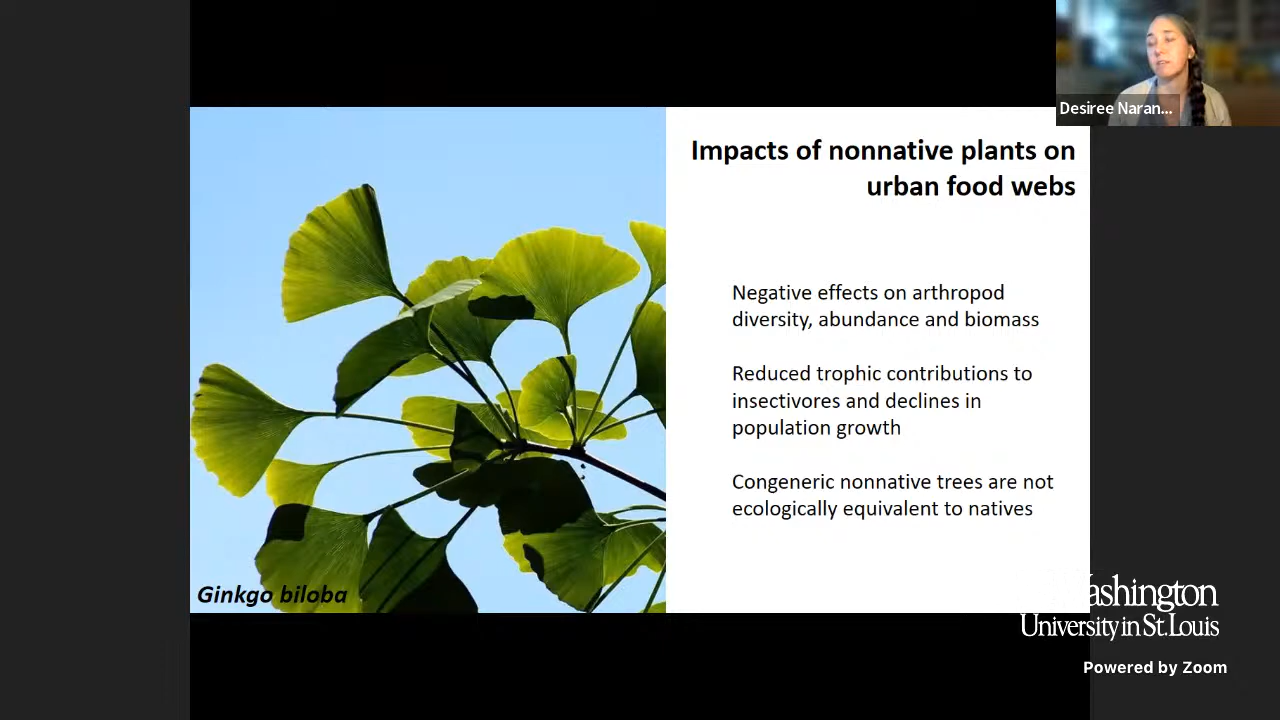 Desiree Naran...
Impacts of nonnative plants on
urban food webs
Negative effects on arthropod
diversity, abundance and biomass
Reduced trophic contributions to
insectivores and declines in
population growth
Congeneric nonnative trees are not
ecologically equivalent to natives
Ginkgo biloba
Washington
University in St. Louis
Powered by Zoom